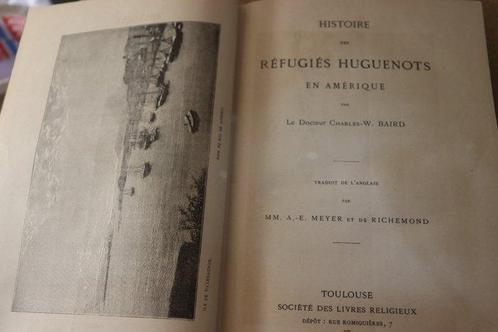 HISTOIRE
DES
RÉFUGIÉS HUGUENOTS
EN AMÉRIQUE
PAR
Le Docteur Charles-W. BAIRD
TRADUIT DE L'ANGLAIS
PAR
MM. A.-E. MEYER et de RICHEMOND
TOULOUSE
SOCIÉTÉ DES LIVRES RELIGIEUX
DÉPÔT : RUE ROMIGUIÈRES, 7